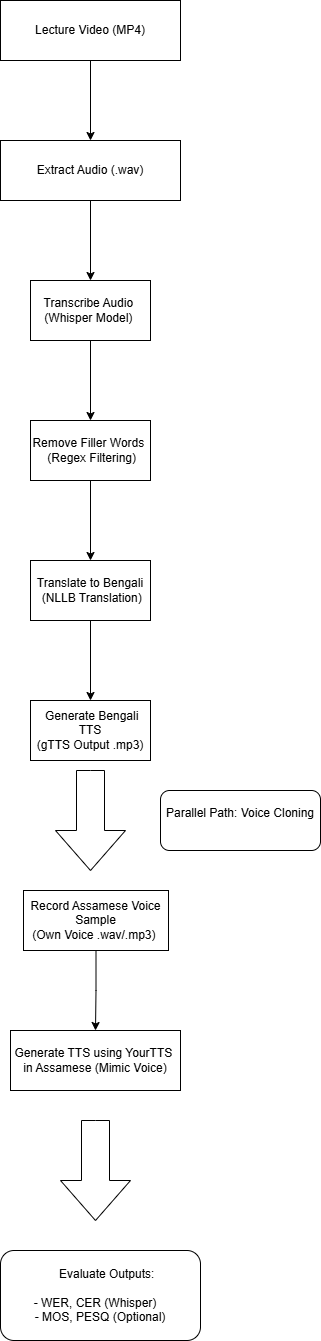 Lecture Video (MP4)
Extract Audio (.wav)
Transcribe Audio
(Whisper Model)
Remove Filler Words
(Regex Filtering)
Translate to Bengali
(NLLB Translation)
Generate Bengali
TTS
(gTTS Output .mp3)
Parallel Path: Voice Cloning
Record Assamese Voice
Sample
(Own Voice .wav/.mp3)
Generate TTS using YourTTS
in Assamese (Mimic Voice)
Evaluate Outputs:
- WER, CER (Whisper)
- MOS, PESQ (Optional)